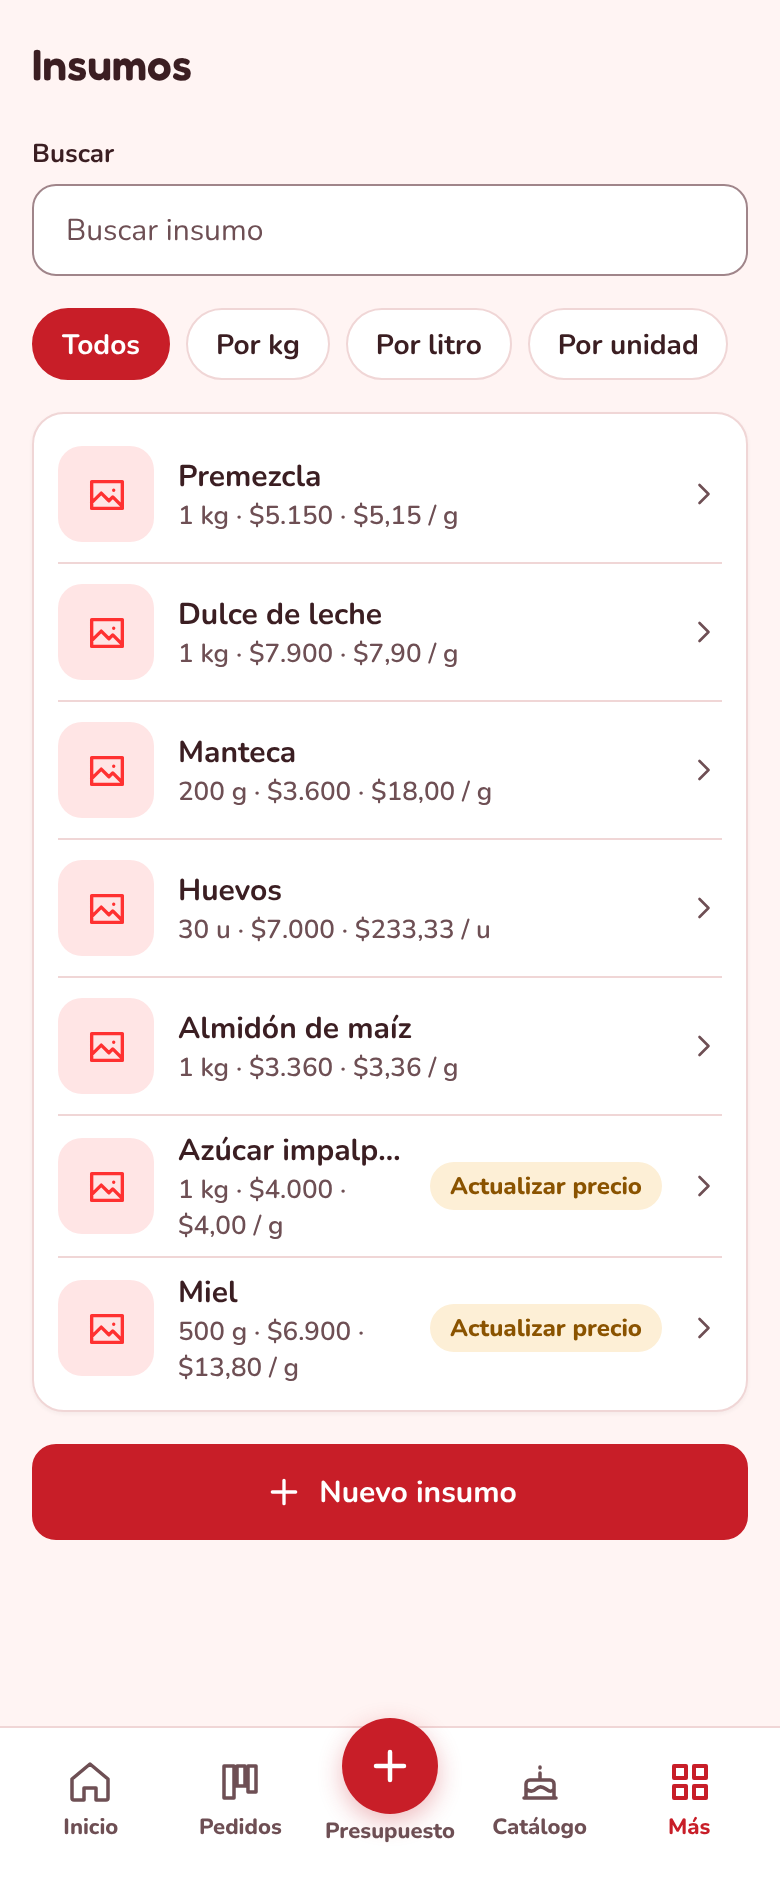 Insumos
Buscar
Buscar insumo
Todos
Por kg
Por litro
Por unidad
Premezcla
1 kg · $5.150 · $5,15 / g
Dulce de leche
1 kg · $7.900 · $7,90 / g
Manteca
200 g · $3.600 · $18,00 / g
Huevos
30 u · $7.000 · $233,33 / u
Almidón de maíz
1 kg · $3.360 · $3,36 / g
Azúcar impalp...
1 kg · $4.000 ·
$4,00 / g
Actualizar precio
Miel
500 g · $6.900 ·
$13,80 / g
Actualizar precio
Nuevo insumo
Inicio
Pedidos
Presupuesto
Catálogo
Más